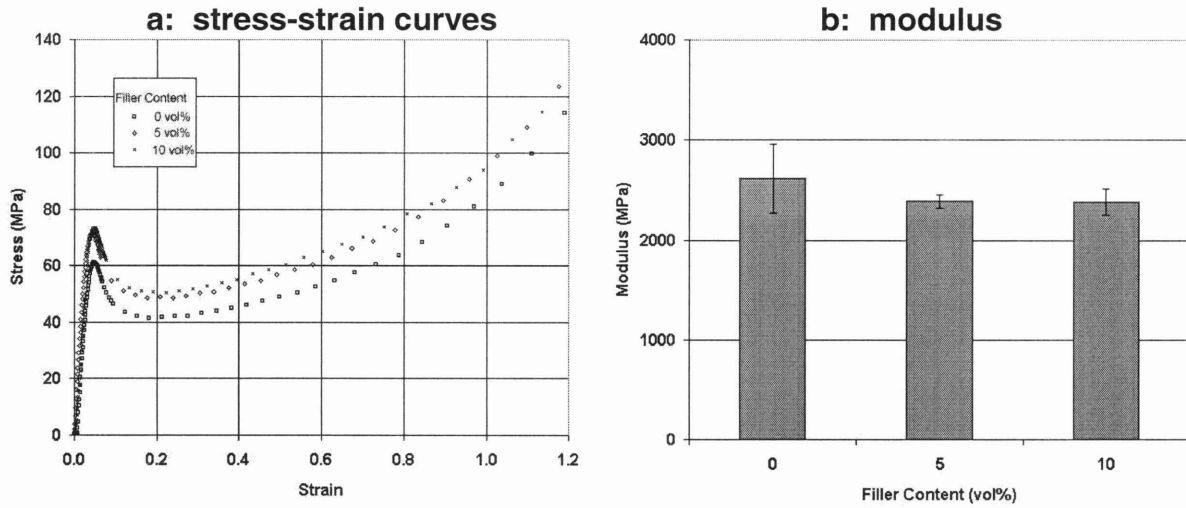 a: stress-strain curves
140
120
100
80
60
40
20
0
Stress (MPa)
Filler Content
0 vol%
5 vol%
10 vol%
0.0 0.2 0.4 0.6 0.8 1.0 1.2
Strain
b: modulus
4000
3000
2000
1000
0
Modulus (MPa)
0 5 10
Filler Content (vol%)